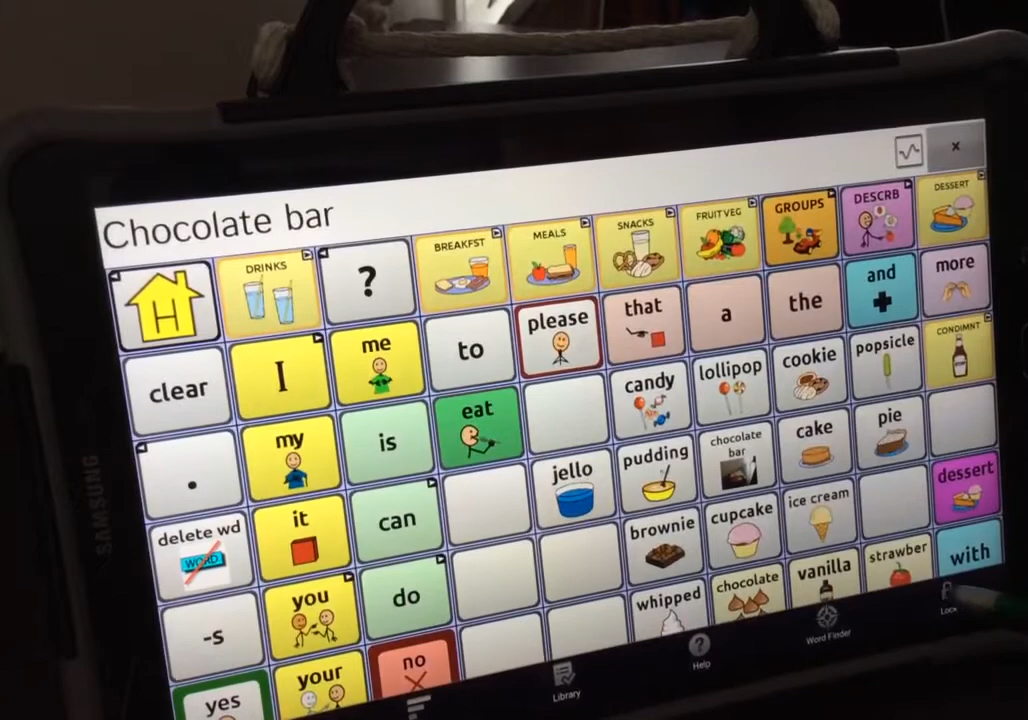 Chocolate bar
DRINKS
?
BREAKFST
MEALS
SNACKS
FRUITVEG
GROUPS
DESCRB
DESSERT
H
clear
I
me
to
please
that
a
the
and
more
.
my
is
eat
candy
lollipop
cookie
popsicle
CONDIMNT
delete wd
WORD
it
can
jello
pudding
chocolate
bar
cake
pie
-s
you
do
brownie
cupcake
ice cream
dessert
yes
your
no
whipped
chocolate
vanilla
strawber
with
Library
Help
Word Finder
SAMSUNG